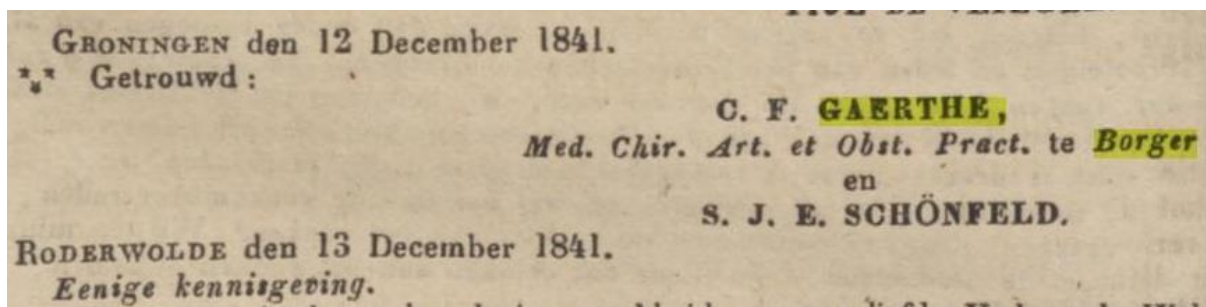 GRONINGEN den 12 December 1841.
*⁎* Getrouwd:
C. F. GAERTHE,
Med. Chir. Art. et Obst. Pract. te Borger
en
S. J. E. SCHÖNFELD.
RODERWOLDE den 13 December 1841.
Eenige kennisgeving.